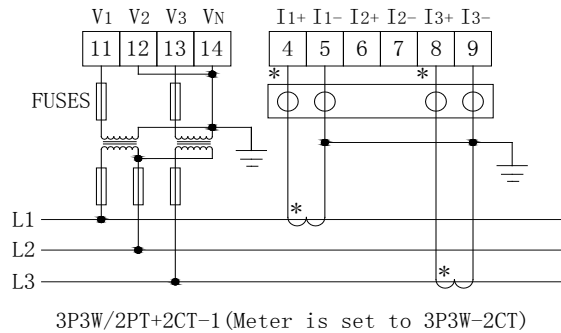 V1 V2 V3 VN I1+ I1- I2+ I2- I3+ I3-
11 12 13 14 4 5 6 7 8 9
* *
FUSES
*
L1
L2
L3 *
3P3W/2PT+2CT-1(Meter is set to 3P3W-2CT)